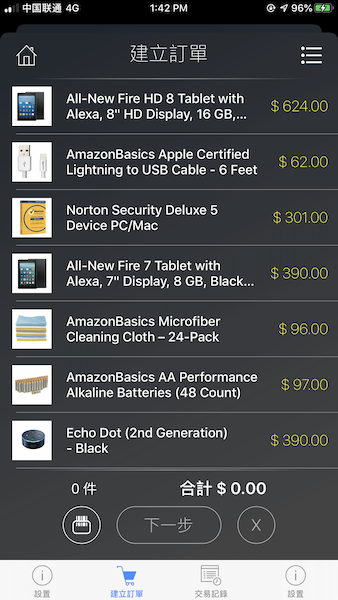 中国联通 4G
1:42 PM
96%
建立訂單
All-New Fire HD 8 Tablet with
Alexa, 8" HD Display, 16 GB,...
$ 624.00
AmazonBasics Apple Certified
Lightning to USB Cable - 6 Feet
$ 62.00
Norton Security Deluxe 5
Device PC/Mac
$ 301.00
All-New Fire 7 Tablet with
Alexa, 7" Display, 8 GB, Black...
$ 390.00
AmazonBasics Microfiber
Cleaning Cloth – 24-Pack
$ 96.00
AmazonBasics AA Performance
Alkaline Batteries (48 Count)
$ 97.00
Echo Dot (2nd Generation)
- Black
$ 390.00
0 件
合計 $ 0.00
下一步
X
設置
建立訂單
交易記錄
設置